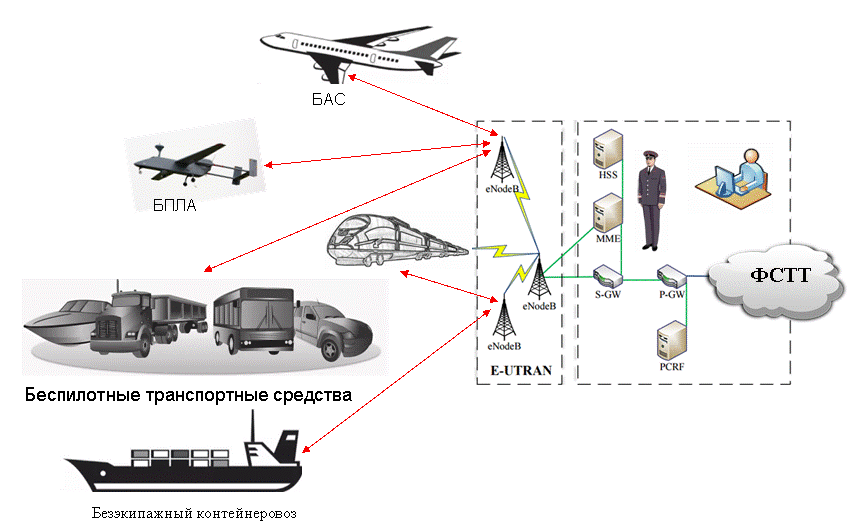 БАС
БПЛА
eNodeB
HSS
MME
ФСТТ
S-GW
P-GW
eNodeB
eNodeB
PCRF
E-UTRAN
Беспилотные транспортные средства
Безэкипажный контейнеровоз